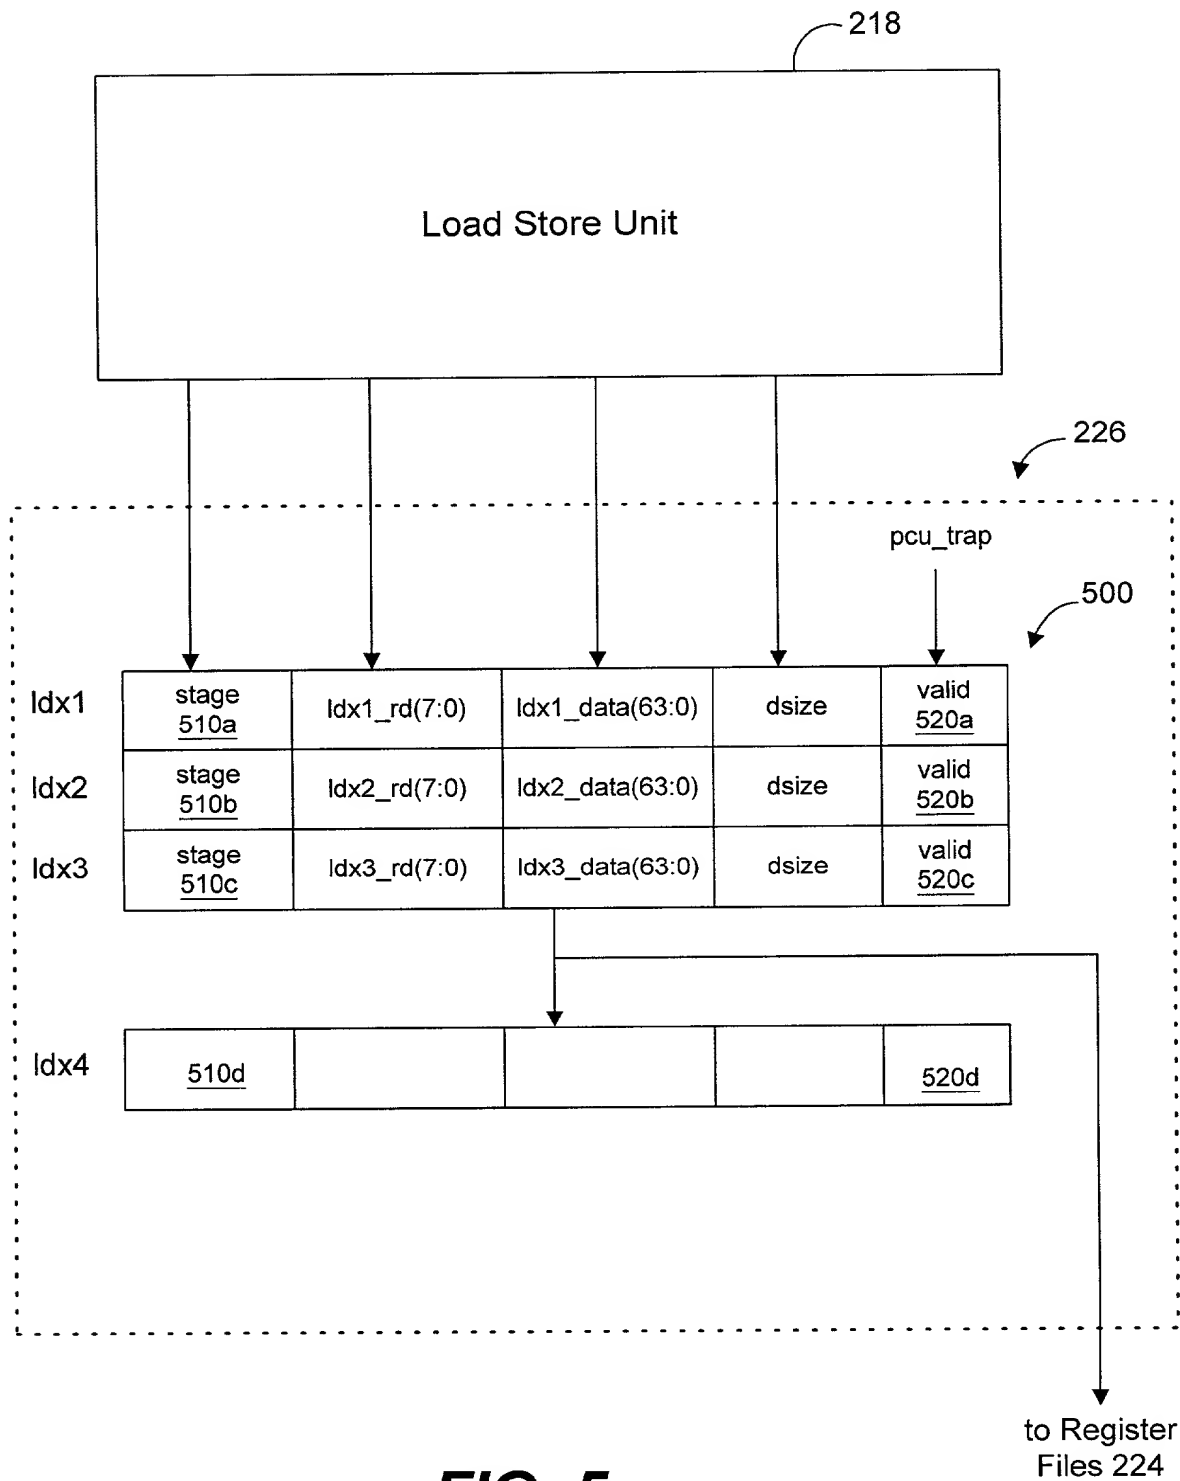 218
Load Store Unit
226
pcu_trap
500
ldx1
stage
510a
ldx1_rd(7:0)
ldx1_data(63:0)
dsize
valid
520a
ldx2
stage
510b
ldx2_rd(7:0)
ldx2_data(63:0)
dsize
valid
520b
ldx3
stage
510c
ldx3_rd(7:0)
ldx3_data(63:0)
dsize
valid
520c
ldx4
510d
520d
to Register
Files 224
FIG. 5